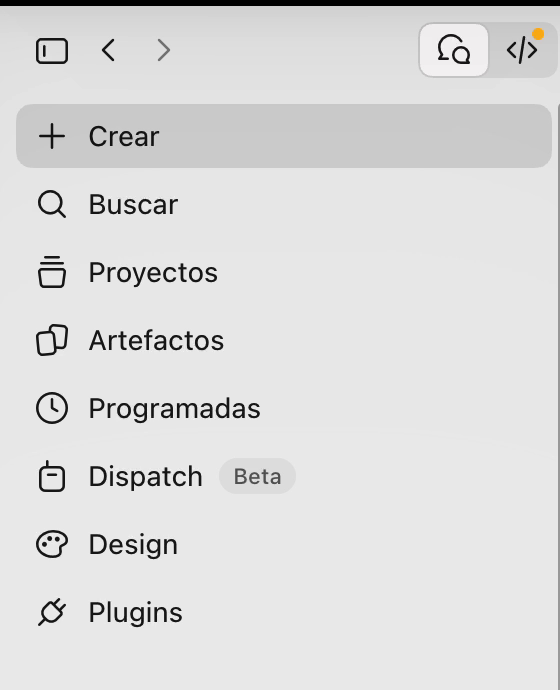 Crear
Buscar
Proyectos
Artefactos
Programadas
Dispatch Beta
Design
Plugins